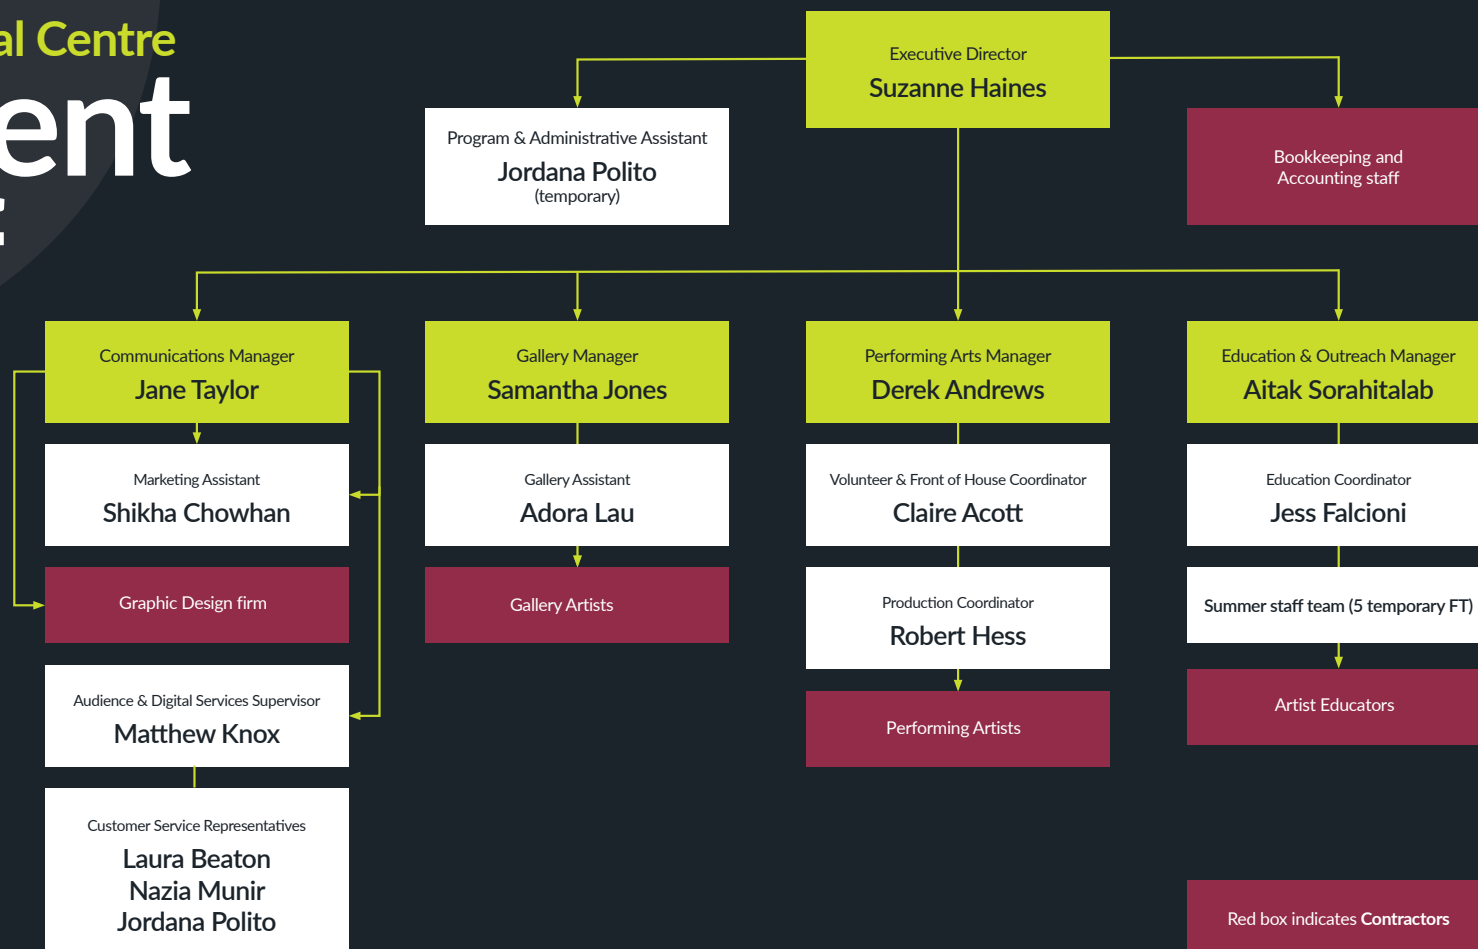 al Centre
ent
Executive Director
Suzanne Haines
Program & Administrative Assistant
Jordana Polito
(temporary)
Bookkeeping and
Accounting staff
Communications Manager
Jane Taylor
Gallery Manager
Samantha Jones
Performing Arts Manager
Derek Andrews
Education & Outreach Manager
Aitak Sorahitalab
Marketing Assistant
Shikha Chowhan
Gallery Assistant
Adora Lau
Volunteer & Front of House Coordinator
Claire Acott
Education Coordinator
Jess Falcioni
Graphic Design firm
Gallery Artists
Production Coordinator
Robert Hess
Summer staff team (5 temporary FT)
Audience & Digital Services Supervisor
Matthew Knox
Performing Artists
Artist Educators
Customer Service Representatives
Laura Beaton
Nazia Munir
Jordana Polito
Red box indicates Contractors